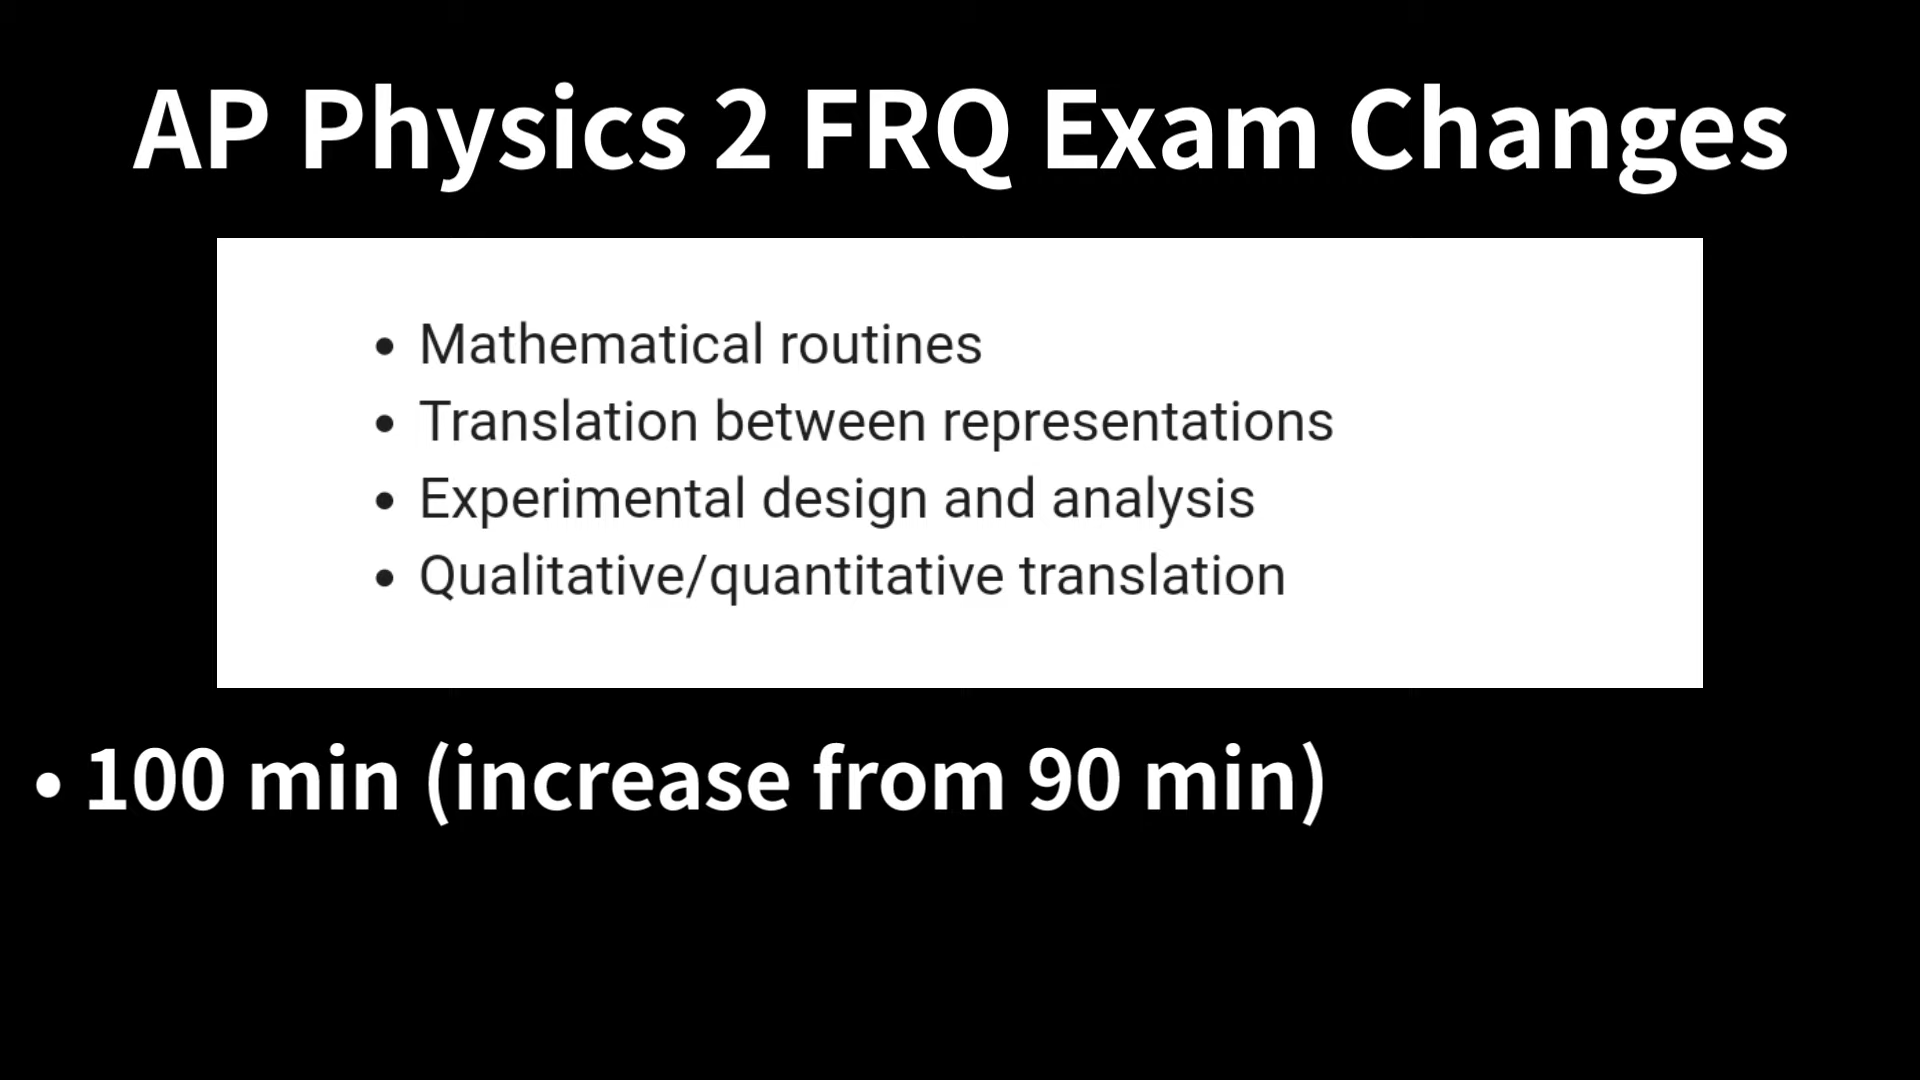 AP Physics 2 FRQ Exam Changes
• Mathematical routines
• Translation between representations
• Experimental design and analysis
• Qualitative/quantitative translation
• 100 min (increase from 90 min)